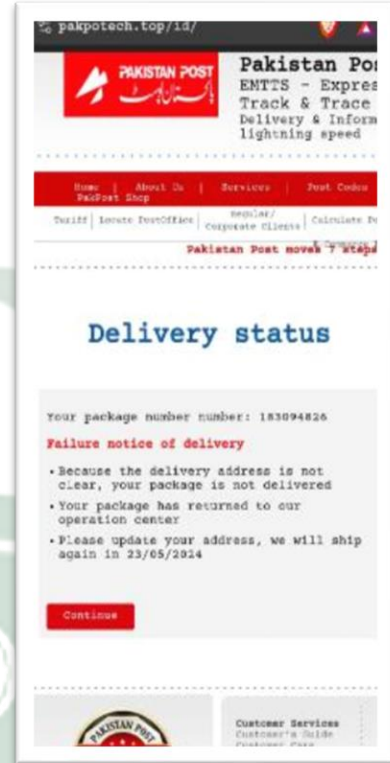 pakpotech.top/id/
PAKISTAN POST
پاکستان پوسٹ
Pakistan Pos
EMTTS - Expres
Track & Trace
Delivery & Inform
lightning speed
Home | About Us | Services | Post Codes
PakPost Shop
Tariff | Locate PostOffice | Regular/
Corporate Clients | Calculate Po
Pakistan Post moves 7 steps
Delivery status
Your package number number: 183094826
Failure notice of delivery
• Because the delivery address is not
clear, your package is not delivered
• Your package has returned to our
operation center
• Please update your address, we will ship
again in 23/05/2024
Continue
PAKISTAN POST
Customer Services
Customer's Guide
Customer Care